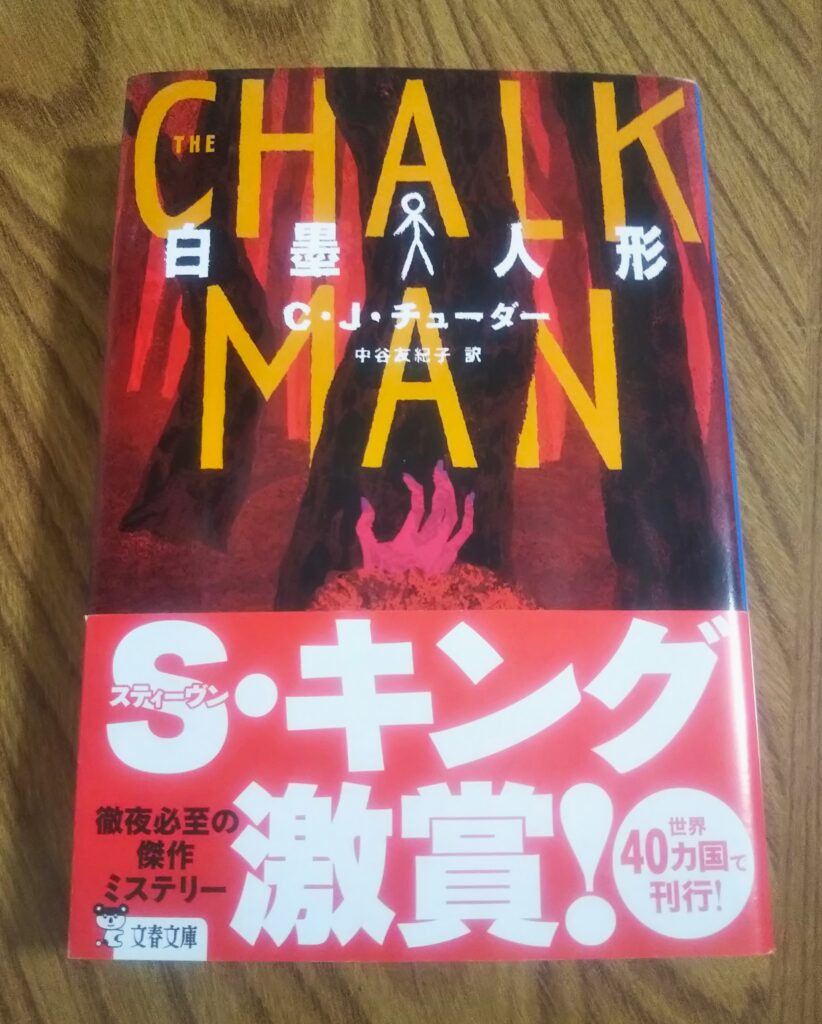 THE CHALK
白墨人形
MAN
C・J・チューダー
中谷友紀子 訳
S・キング
スティーヴン
激賞!
徹夜必至の
傑作
ミステリー
世界
40カ国で
刊行!
文春文庫